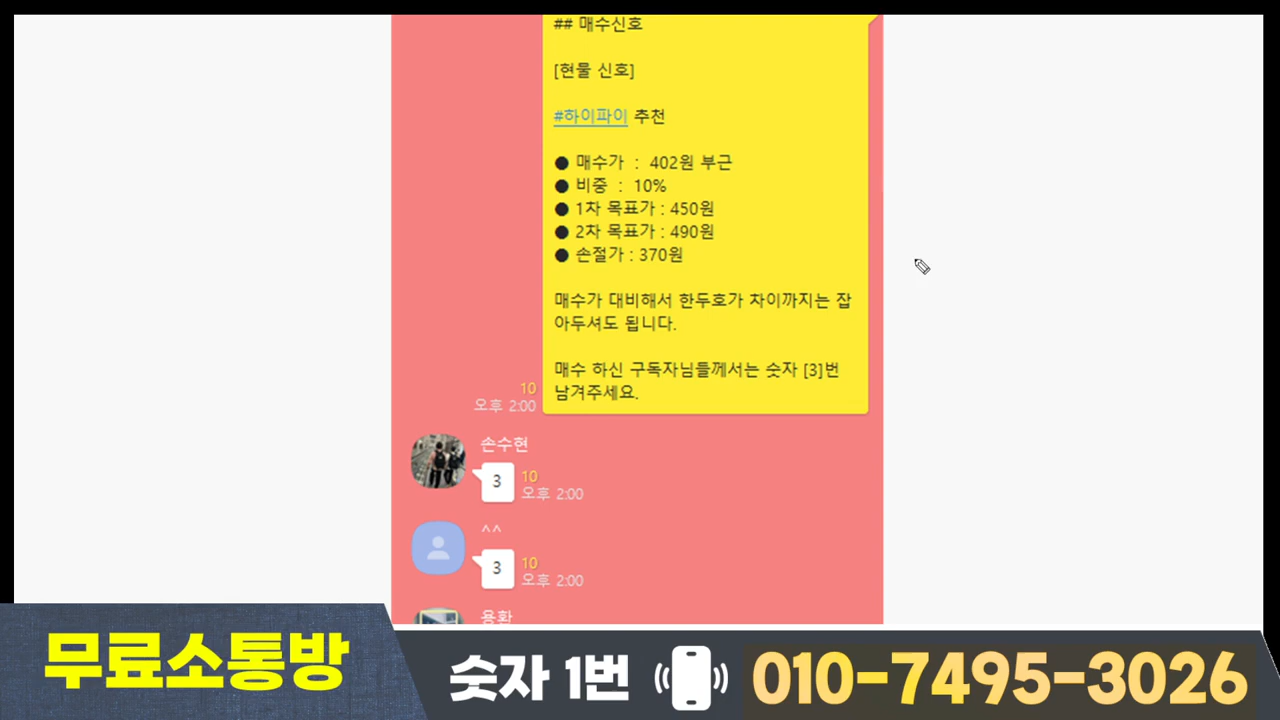 ## 매수신호
[현물 신호]
#하이파이 추천
● 매수가 : 402원 부근
● 비중 : 10%
● 1차 목표가 : 450원
● 2차 목표가 : 490원
● 손절가 : 370원
매수가 대비해서 한두호가 차이까지는 잡
아두셔도 됩니다.
매수 하신 구독자님들께서는 숫자 [3]번
남겨주세요.
10
오후 2:00
손수현
3
10
오후 2:00
^^
3
10
오후 2:00
용환
무료소통방
숫자 1번
010-7495-3026